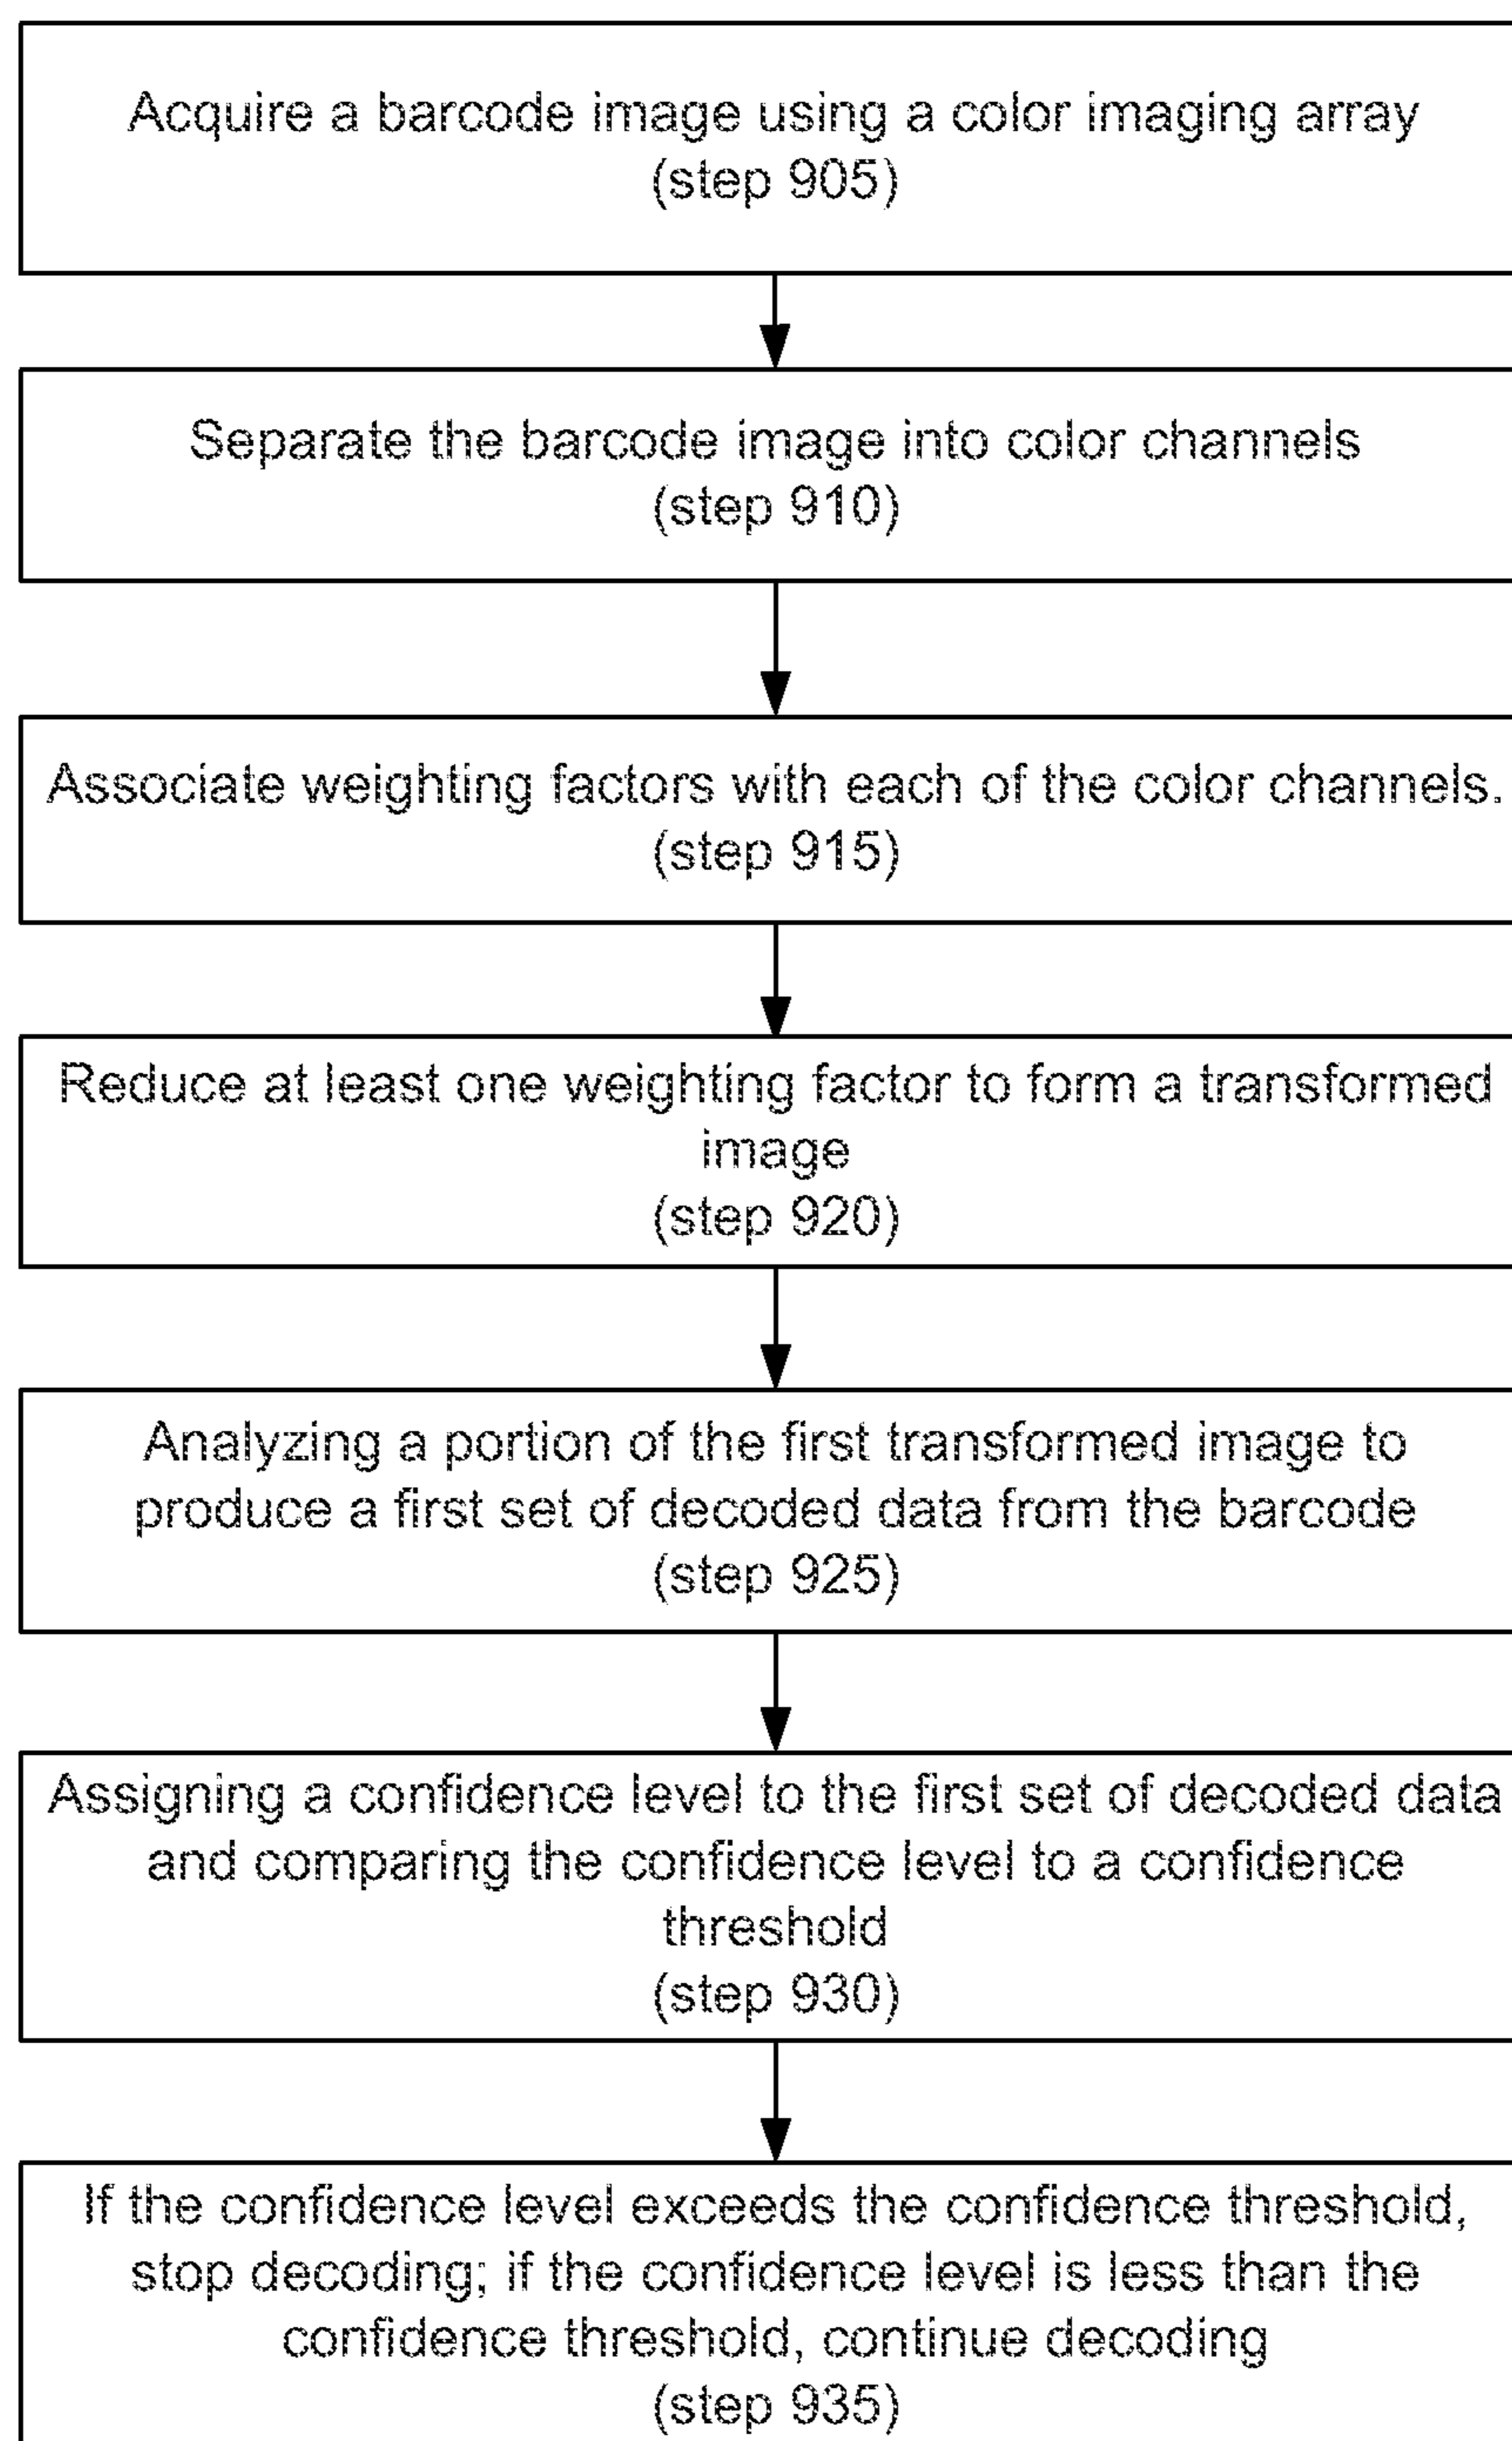 Acquire a barcode image using a color imaging array
(step 905)
Separate the barcode image into color channels
(step 910)
Associate weighting factors with each of the color channels.
(step 915)
Reduce at least one weighting factor to form a transformed
image
(step 920)
Analyzing a portion of the first transformed image to
produce a first set of decoded data from the barcode
(step 925)
Assigning a confidence level to the first set of decoded data
and comparing the confidence level to a confidence
threshold
(step 930)
If the confidence level exceeds the confidence threshold,
stop decoding; if the confidence level is less than the
confidence threshold, continue decoding
(step 935)